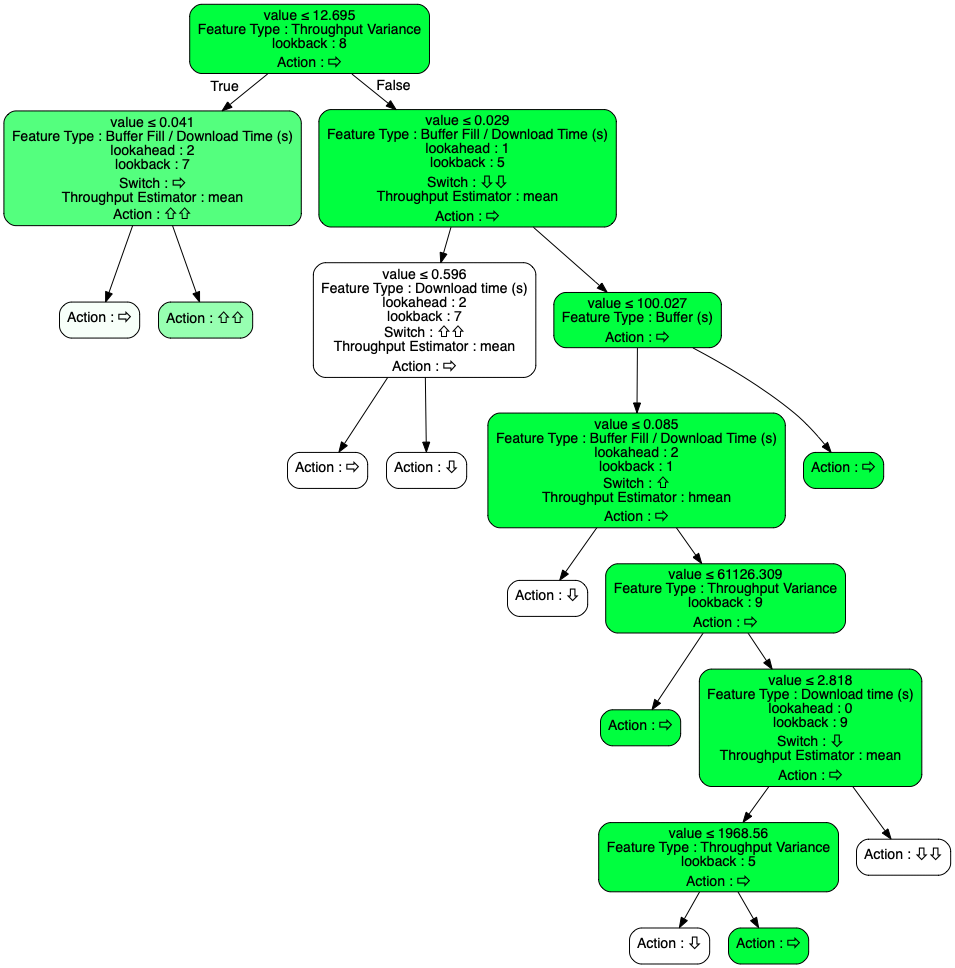 value ≤ 12.695
Feature Type : Throughput Variance
lookback : 8
Action : ⇨
True
False
value ≤ 0.041
Feature Type : Buffer Fill / Download Time (s)
lookahead : 2
lookback : 7
Switch : ⇨
Throughput Estimator : mean
Action : ⇧⇧
value ≤ 0.029
Feature Type : Buffer Fill / Download Time (s)
lookahead : 1
lookback : 5
Switch : ⇩⇩
Throughput Estimator : mean
Action : ⇨
Action : ⇨
Action : ⇧⇧
value ≤ 0.596
Feature Type : Download time (s)
lookahead : 2
lookback : 7
Switch : ⇧⇧
Throughput Estimator : mean
Action : ⇨
value ≤ 100.027
Feature Type : Buffer (s)
Action : ⇨
Action : ⇨
Action : ⇩
value ≤ 0.085
Feature Type : Buffer Fill / Download Time (s)
lookahead : 2
lookback : 1
Switch : ⇧
Throughput Estimator : hmean
Action : ⇨
Action : ⇨
Action : ⇩
value ≤ 61126.309
Feature Type : Throughput Variance
lookback : 9
Action : ⇨
Action : ⇨
value ≤ 2.818
Feature Type : Download time (s)
lookahead : 0
lookback : 9
Switch : ⇩
Throughput Estimator : mean
Action : ⇨
value ≤ 1968.56
Feature Type : Throughput Variance
lookback : 5
Action : ⇨
Action : ⇩⇩
Action : ⇩
Action : ⇨